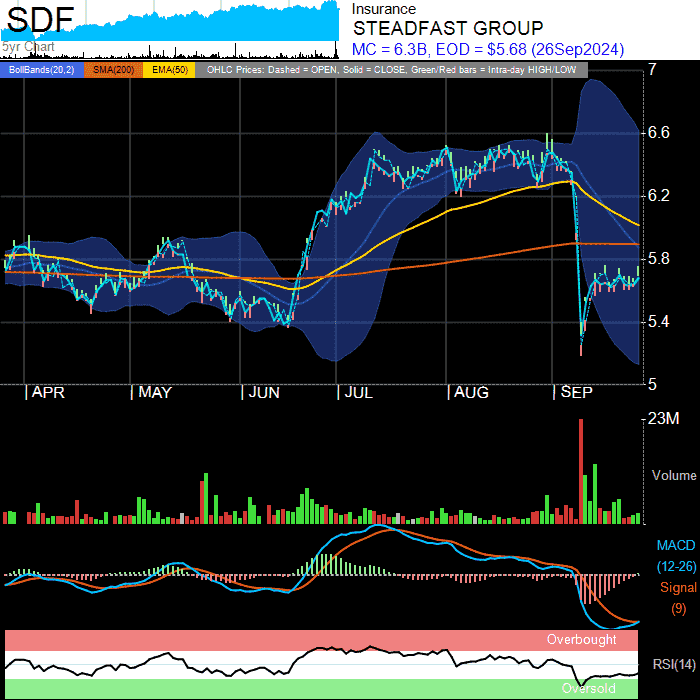 SDF
5yr Chart
Insurance
STEADFAST GROUP
MC = 6.3B, EOD = $5.68 (26Sep2024)
BollBands(20,2) SMA(200) EMA(50) OHLC Prices: Dashed = OPEN, Solid = CLOSE, Green/Red bars = Intra-day HIGH/LOW
7
6.6
6.2
5.8
5.4
5
APR MAY JUN JUL AUG SEP
23M
Volume
MACD
(12-26)
Signal
(9)
Overbought
RSI(14)
Oversold